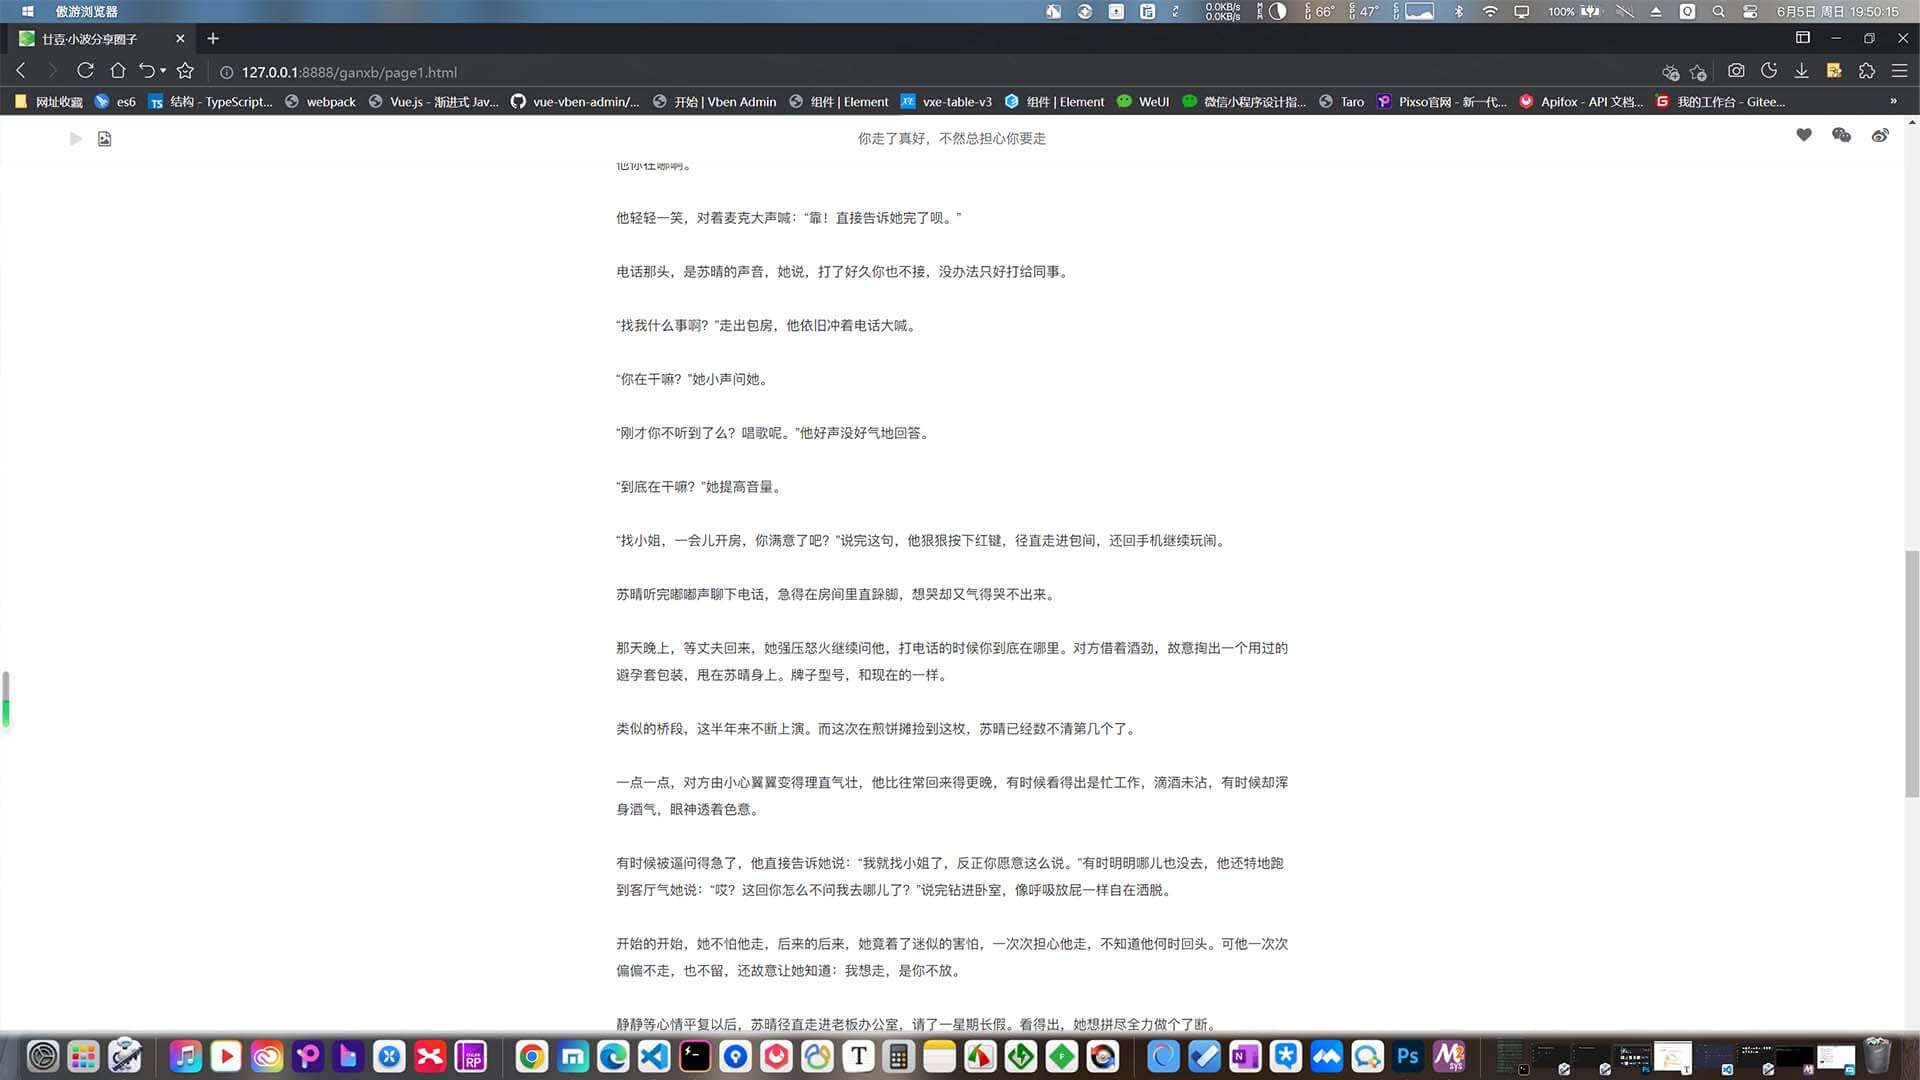 傲游浏览器
0.0KB/s
0.0KB/s
66°
47°
100%
6月5日 周日 19:50:15
廿壴·小波分享圈子
127.0.0.1:8888/ganxb/page1.html
网址收藏
es6
结构 - TypeScript...
webpack
Vue.js - 渐进式 Jav...
vue-vben-admin/...
开始 | Vben Admin
组件 | Element
vxe-table-v3
组件 | Element
WeUI
微信小程序设计指...
Taro
Pixso官网 - 新一代...
Apifox - API 文档...
我的工作台 - Gitee...
»
你走了真好，不然总担心你要走
他你在哪啊。
他轻轻一笑，对着麦克大声喊：“靠！直接告诉她完了呗。”
电话那头，是苏晴的声音，她说，打了好久你也不接，没办法只好打给同事。
“找我什么事啊？”走出包房，他依旧冲着电话大喊。
“你在干嘛？”她小声问她。
“刚才你不听到了么？唱歌呢。”他好声没好气地回答。
“到底在干嘛？”她提高音量。
“找小姐，一会儿开房，你满意了吧？”说完这句，他狠狠按下红键，径直走进包间，还回手机继续玩闹。
苏晴听完嘟嘟声聊下电话，急得在房间里直跺脚，想哭却又气得哭不出来。
那天晚上，等丈夫回来，她强压怒火继续问他，打电话的时候你到底在哪里。对方借着酒劲，故意掏出一个用过的
避孕套包装，甩在苏晴身上。牌子型号，和现在的一样。
类似的桥段，这半年来不断上演。而这次在煎饼摊捡到这枚，苏晴已经数不清第几个了。
一点一点，对方由小心翼翼变得理直气壮，他比往常回来得更晚，有时候看得出是忙工作，滴酒未沾，有时候却浑
身酒气，眼神透着色意。
有时候被逼问得急了，他直接告诉她说：“我就找小姐了，反正你愿意这么说。”有时明明哪儿也没去，他还特地跑
到客厅气她说：“哎？这回你怎么不问我去哪儿了？”说完钻进卧室，像呼吸放屁一样自在洒脱。
开始的开始，她不怕他走，后来的后来，她竟着了迷似的害怕，一次次担心他走，不知道他何时回头。可他一次次
偏偏不走，也不留，还故意让她知道：我想走，是你不放。
静静等心情平复以后，苏晴径直走进老板办公室，请了一星期长假。看得出，她想拼尽全力做个了断。